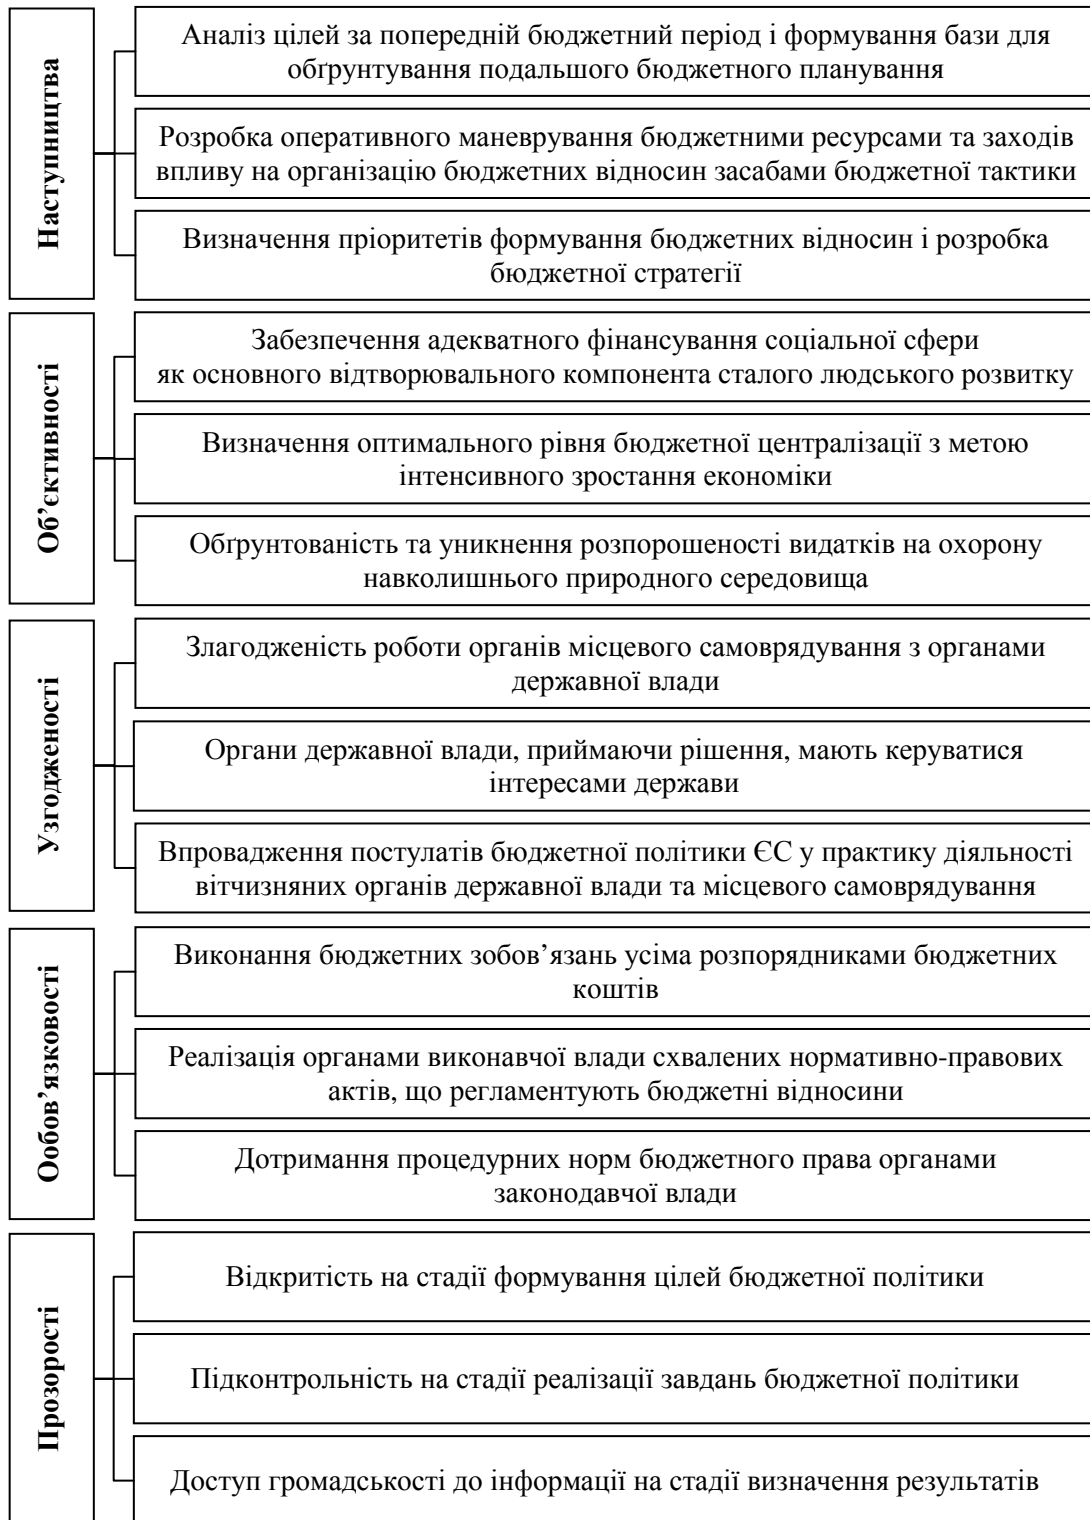 Наступництва
Аналіз цілей за попередній бюджетний період і формування бази для
обґрунтування подальшого бюджетного планування
Розробка оперативного маневрування бюджетними ресурсами та заходів
впливу на організацію бюджетних відносин засабами бюджетної тактики
Визначення пріоритетів формування бюджетних відносин і розробка
бюджетної стратегії
Об’єктивності
Забезпечення адекватного фінансування соціальної сфери
як основного відтворювального компонента сталого людського розвитку
Визначення оптимального рівня бюджетної централізації з метою
інтенсивного зростання економіки
Обґрунтованість та уникнення розпорошеності видатків на охорону
навколишнього природного середовища
Узгодженості
Злагодженість роботи органів місцевого самоврядування з органами
державної влади
Органи державної влади, приймаючи рішення, мають керуватися
інтересами держави
Впровадження постулатів бюджетної політики ЄС у практику діяльності
вітчизняних органів державної влади та місцевого самоврядування
Ообов’язковості
Виконання бюджетних зобов’язань усіма розпорядниками бюджетних
коштів
Реалізація органами виконавчої влади схвалених нормативно-правових
актів, що регламентують бюджетні відносини
Дотримання процедурних норм бюджетного права органами
законодавчої влади
Прозорості
Відкритість на стадії формування цілей бюджетної політики
Підконтрольність на стадії реалізації завдань бюджетної політики
Доступ громадськості до інформації на стадії визначення результатів